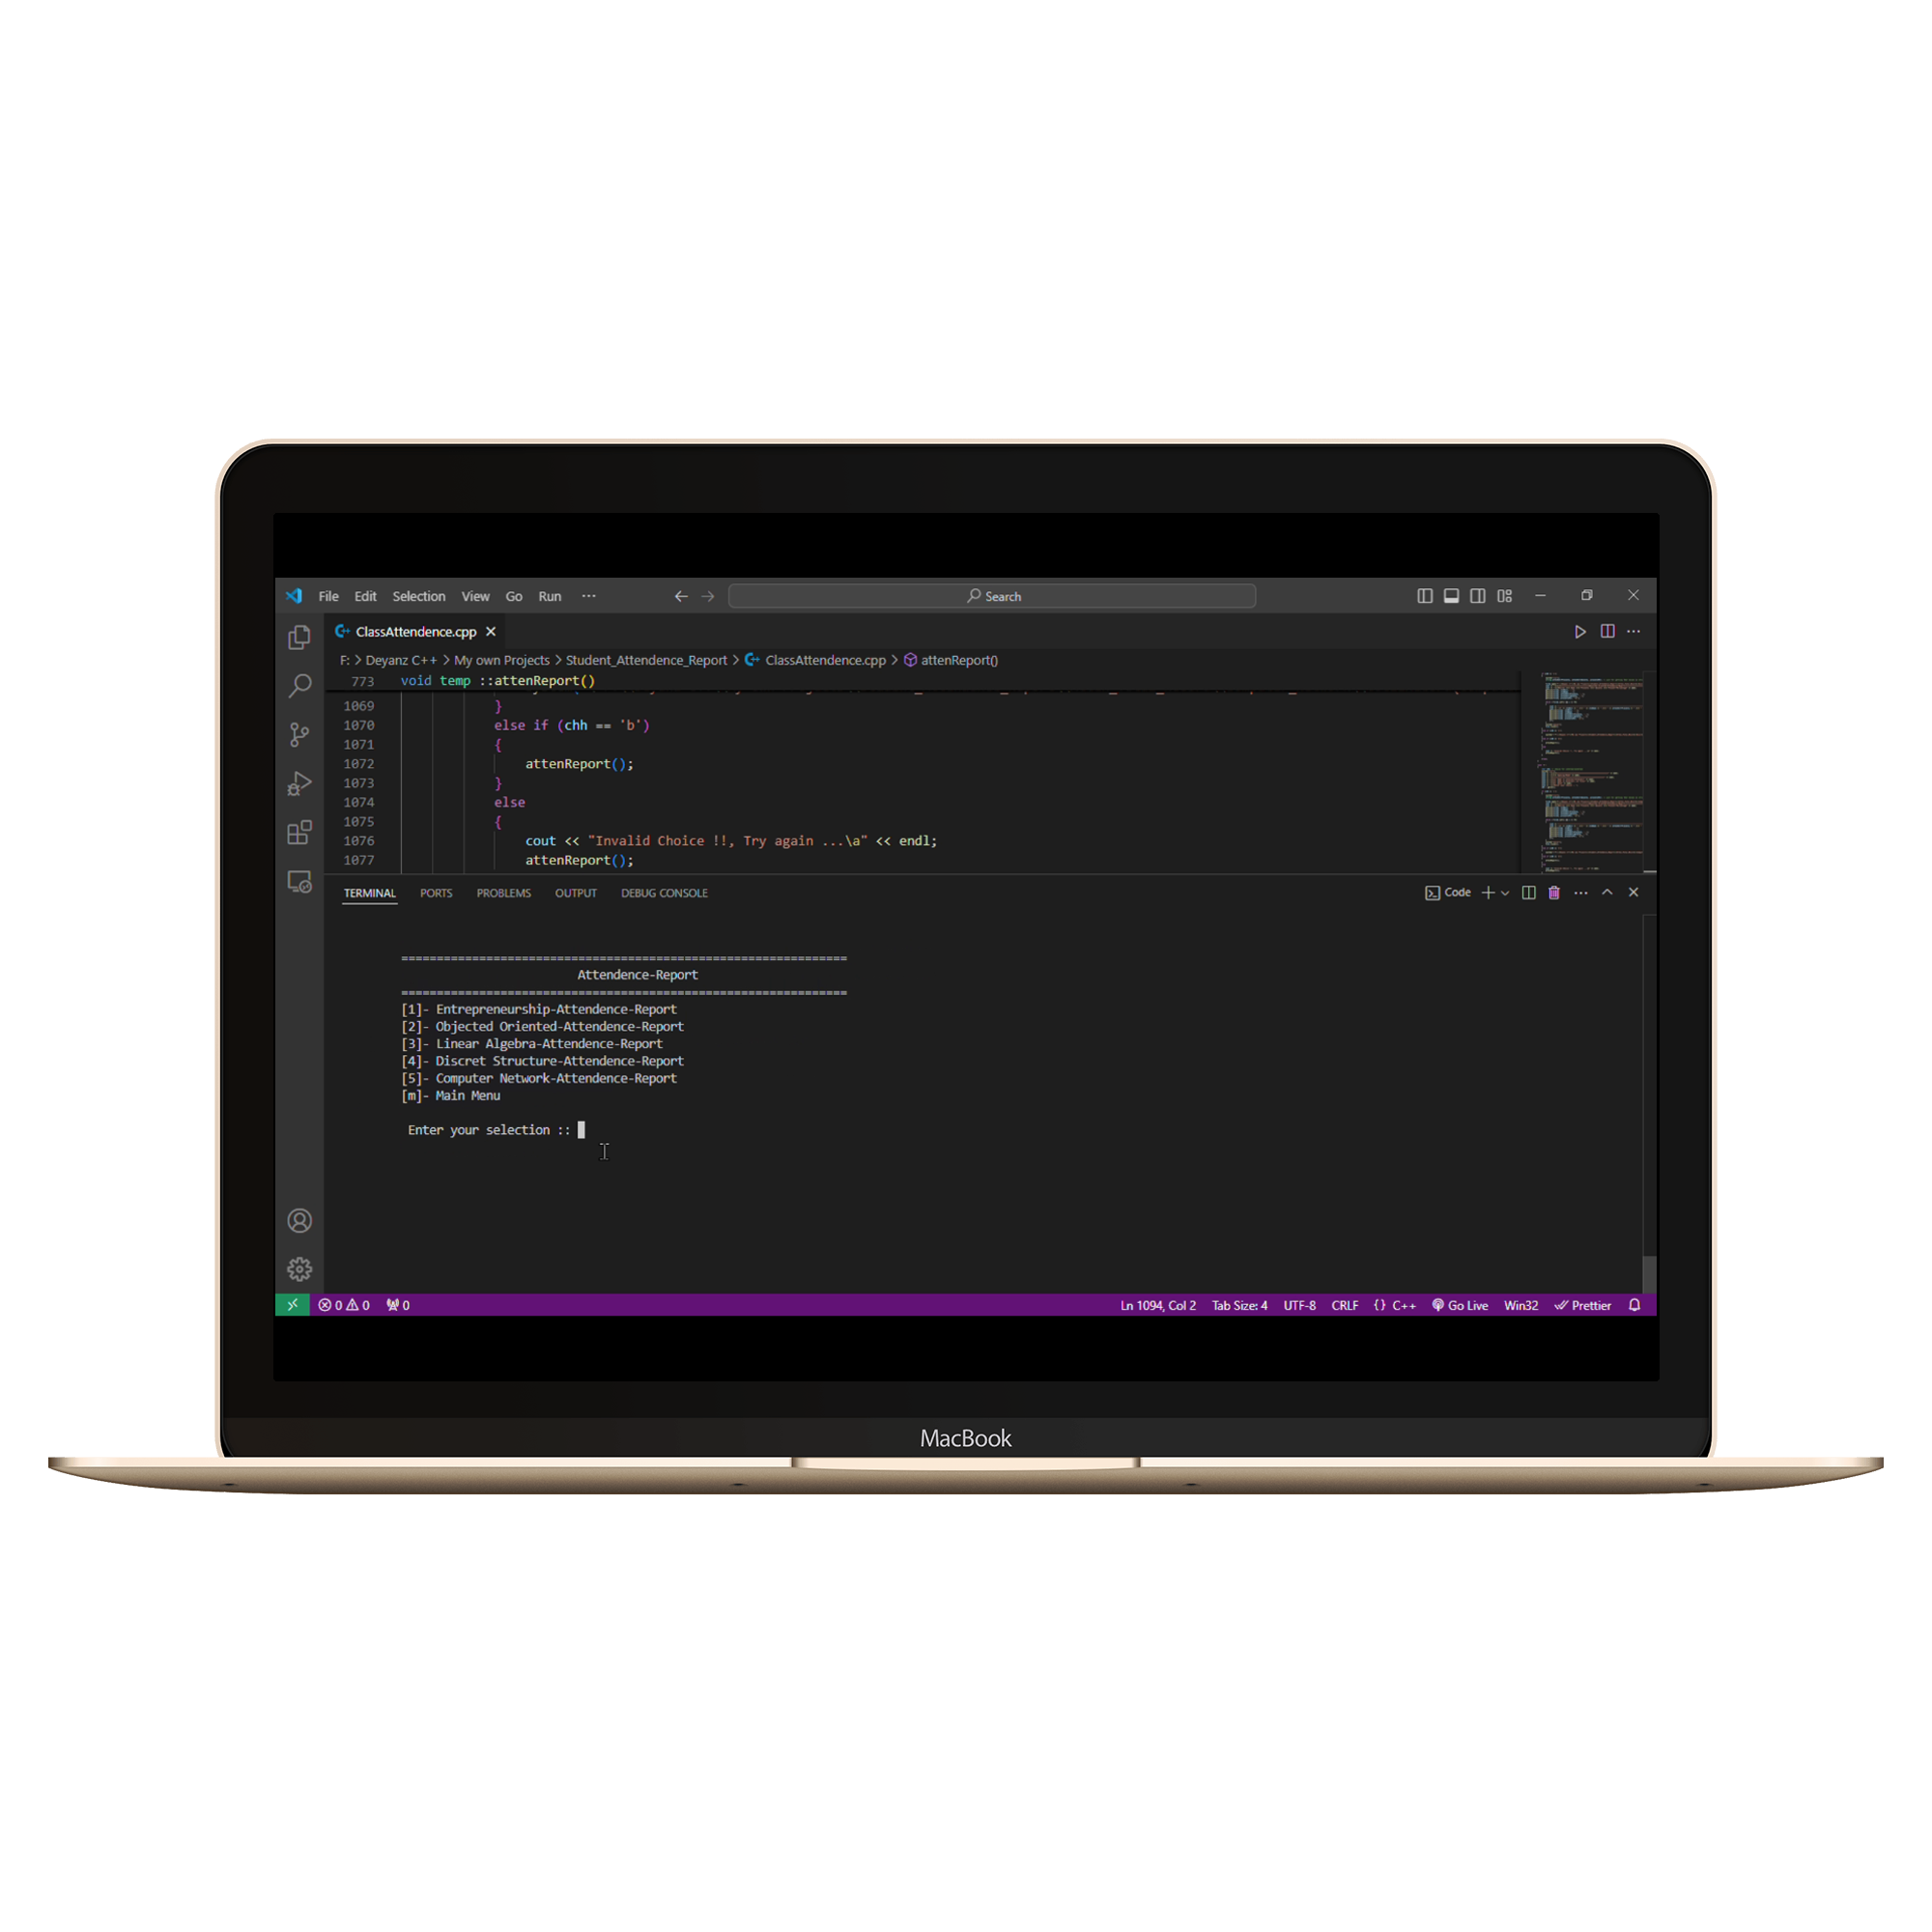 File Edit Selection View Go Run ··· Search
ClassAttendence.cpp
F: > Deyanz C++ > My own Projects > Student_Attendence_Report > ClassAttendence.cpp > attenReport()
773 void temp ::attenReport()
1069 }
1070 else if (chh == 'b')
1071 {
1072 attenReport();
1073 }
1074 else
1075 {
1076 cout << "Invalid Choice !!, Try again ...\a" << endl;
1077 attenReport();
TERMINAL PORTS PROBLEMS OUTPUT DEBUG CONSOLE Code
===============================================================
Attendence-Report
===============================================================
[1]- Entrepreneurship-Attendence-Report
[2]- Objected Oriented-Attendence-Report
[3]- Linear Algebra-Attendence-Report
[4]- Discret Structure-Attendence-Report
[5]- Computer Network-Attendence-Report
[m]- Main Menu
Enter your selection ::
0 0 0 Ln 1094, Col 2 Tab Size: 4 UTF-8 CRLF {} C++ Go Live Win32 Prettier
MacBook